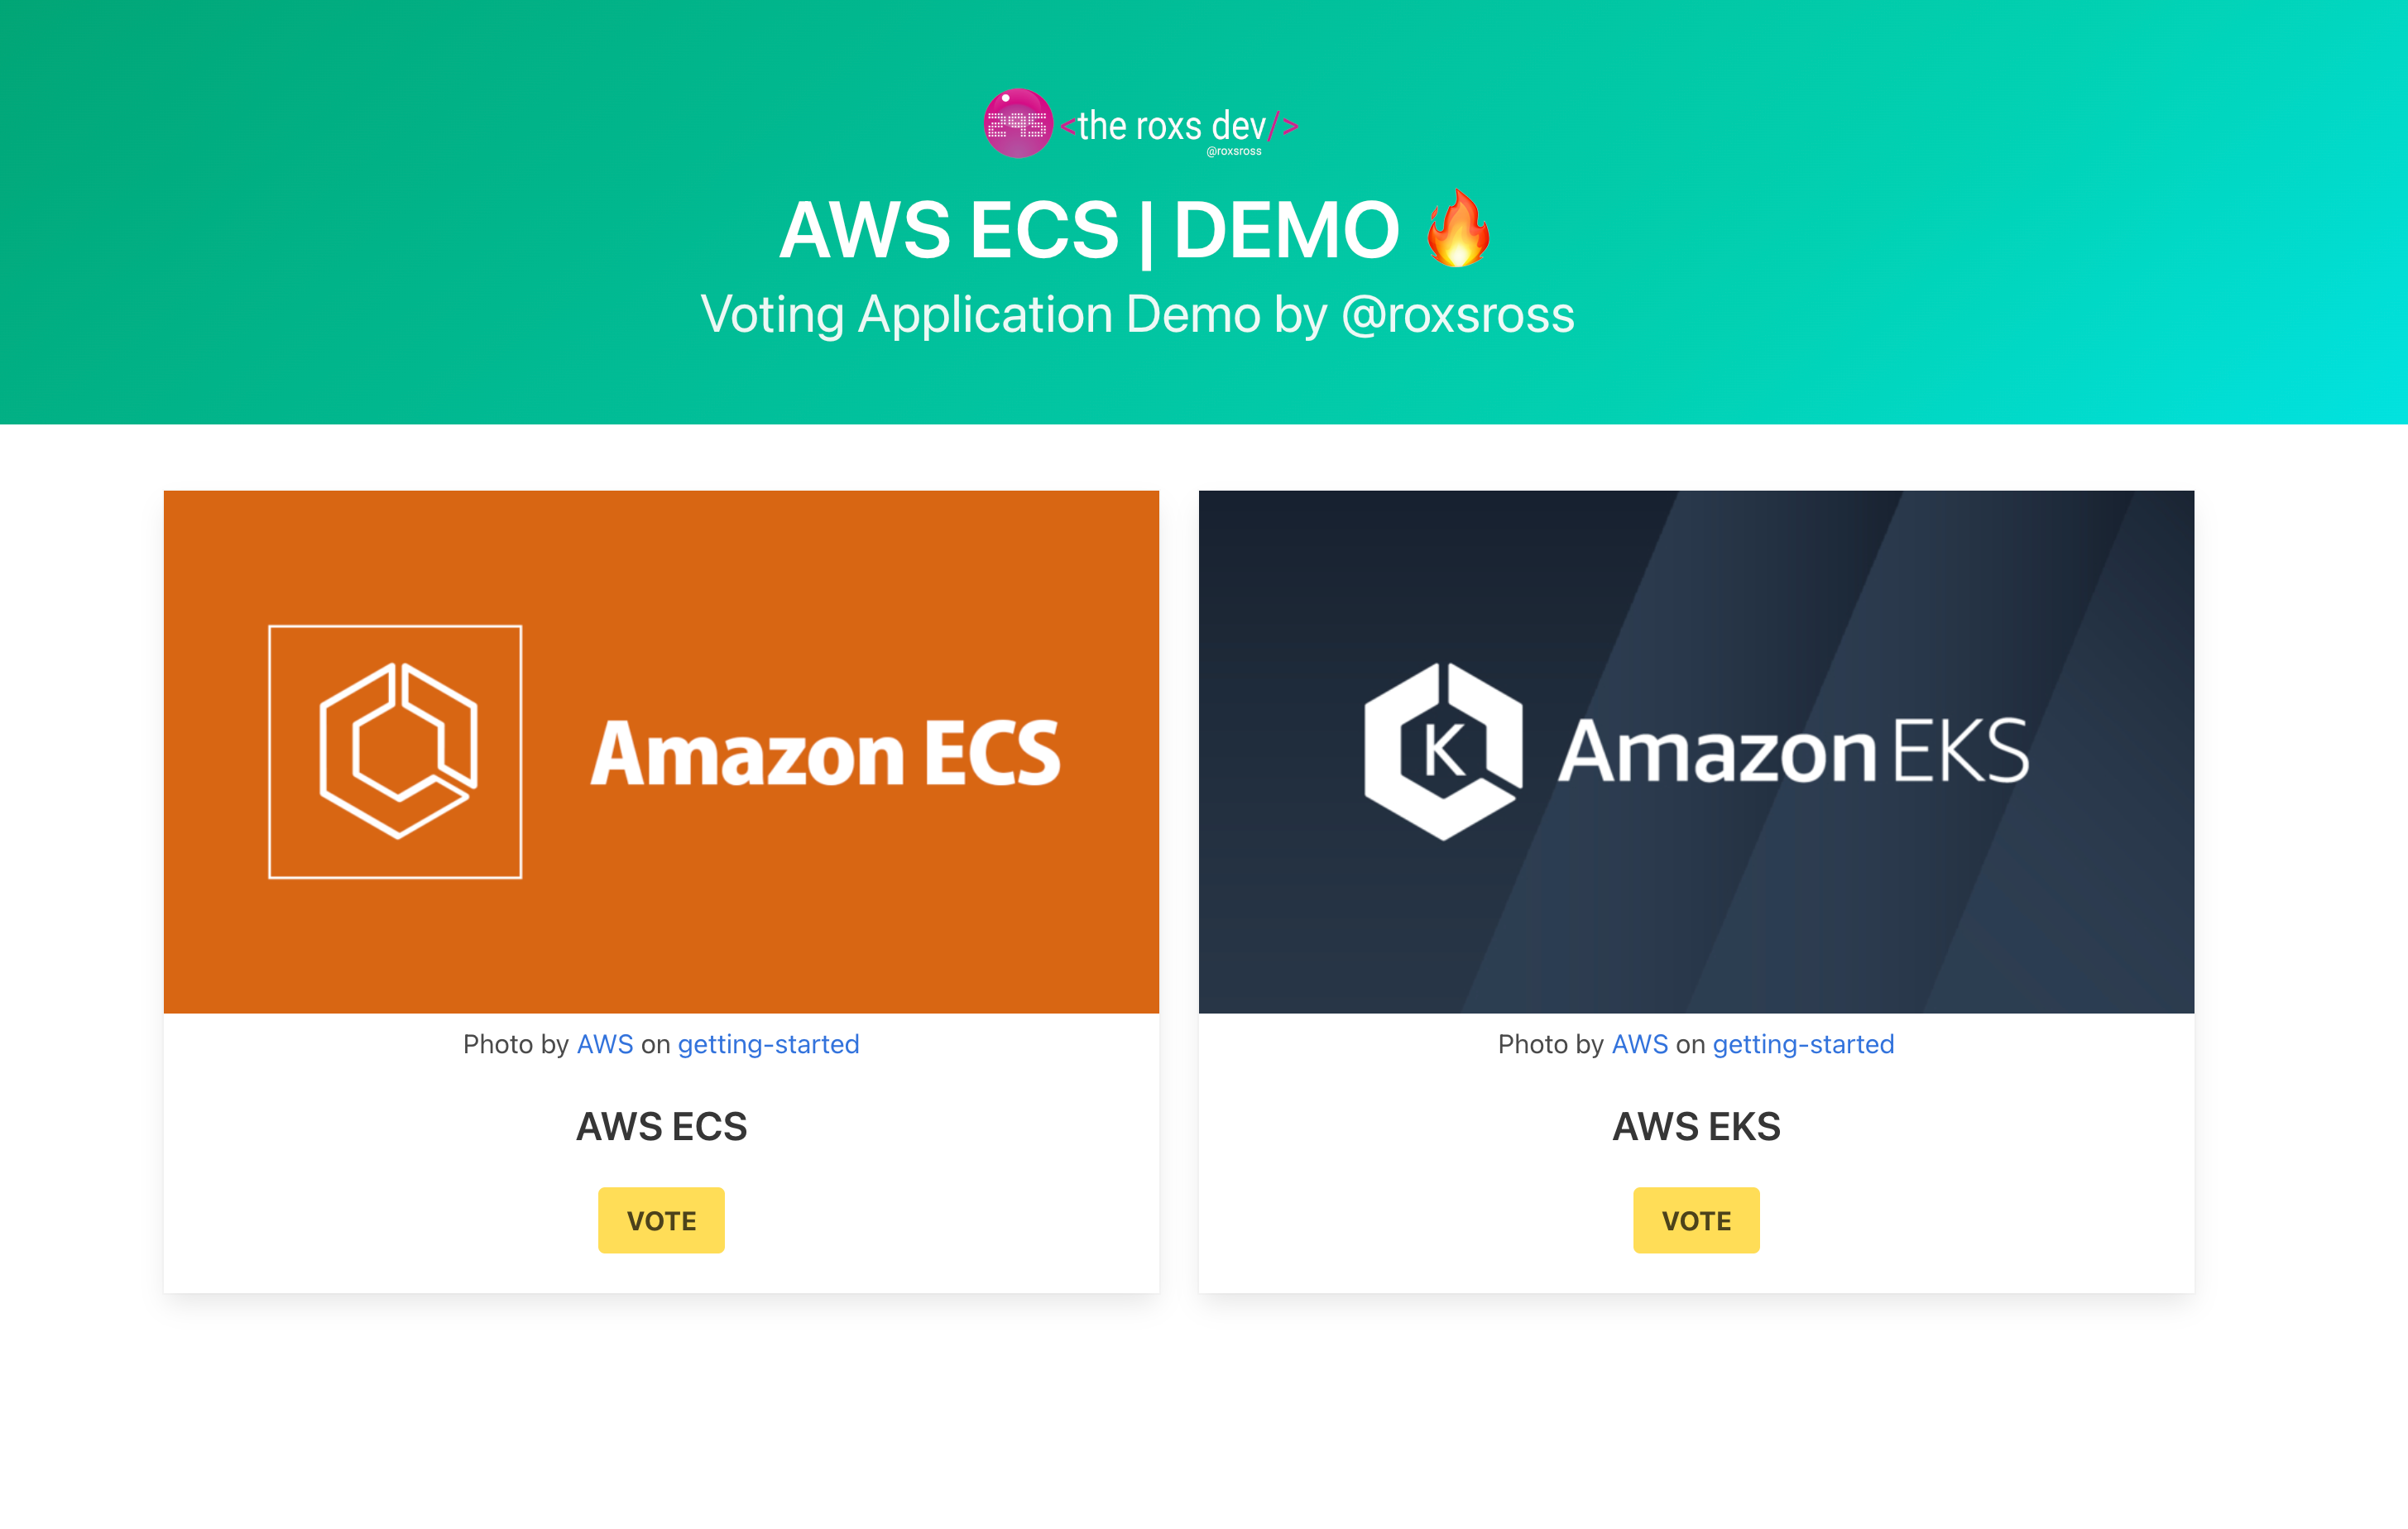 295 <the roxs dev/>
@roxsross
AWS ECS | DEMO 🔥
Voting Application Demo by @roxsross
Amazon ECS
K Amazon EKS
Photo by AWS on getting-started
Photo by AWS on getting-started
AWS ECS
AWS EKS
VOTE
VOTE